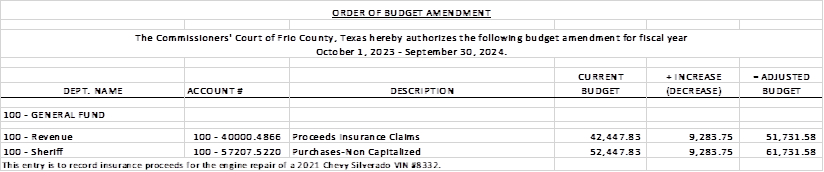 ORDER OF BUDGET AMENDMENT
The Commissioners' Court of Frio County, Texas hereby authorizes the following budget amendment for fiscal year
October 1, 2023 - September 30, 2024.
CURRENT + INCREASE = ADJUSTED
DEPT. NAME ACCOUNT # DESCRIPTION BUDGET (DECREASE) BUDGET
100 - GENERAL FUND
100 - Revenue 100 - 40000.4866 Proceeds Insurance Claims 42,447.83 9,283.75 51,731.58
100 - Sheriff 100 - 57207.5220 Purchases-Non Capitalized 52,447.83 9,283.75 61,731.58
This entry is to record insurance proceeds for the engine repair of a 2021 Chevy Silverado VIN #8332.